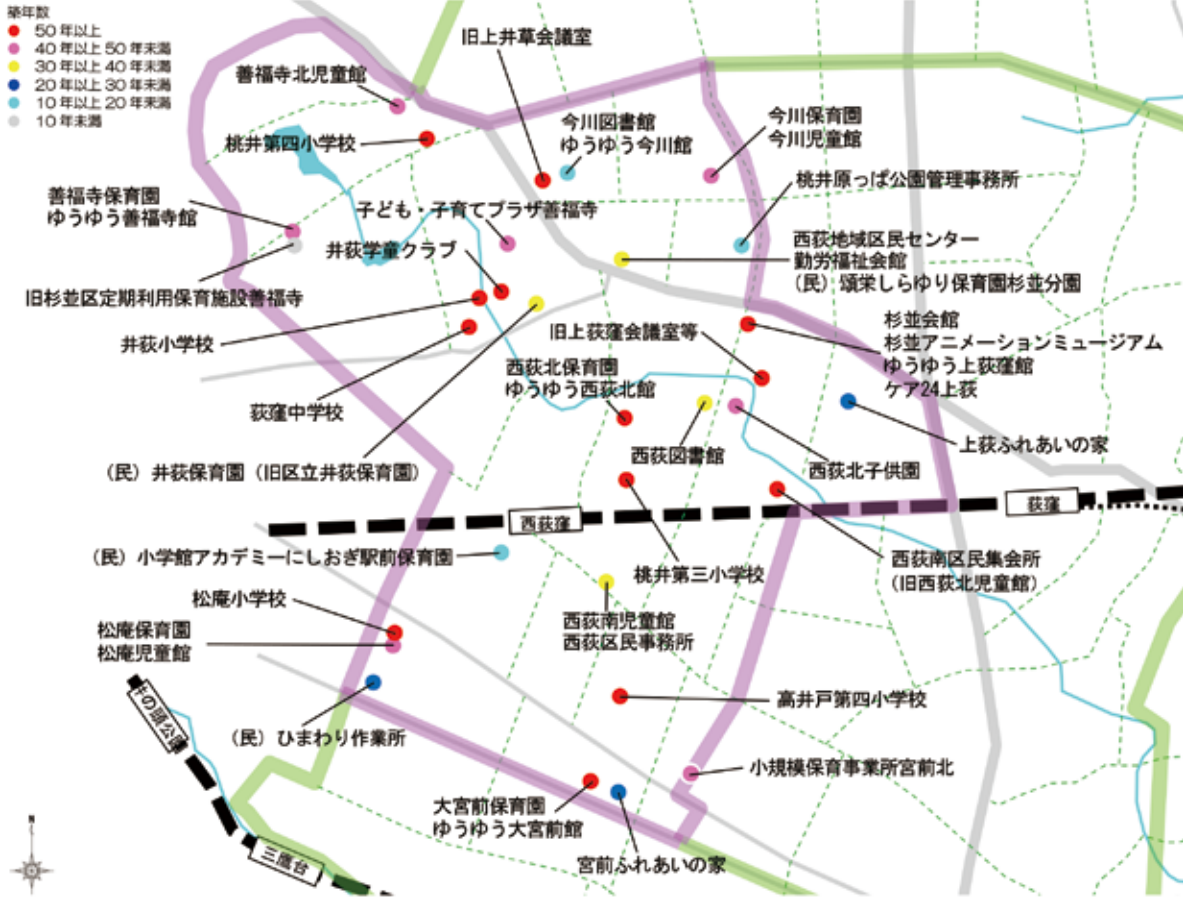 築年数
50年以上
40年以上50年未満
30年以上40年未満
20年以上30年未満
10年以上20年未満
10年未満
旧上井草会議室
善福寺北児童館
桃井第四小学校
今川図書館
ゆうゆう今川館
今川保育園
今川児童館
桃井原っぱ公園管理事務所
善福寺保育園
ゆうゆう善福寺館
子ども・子育てプラザ善福寺
井荻学童クラブ
西荻地域区民センター
勤労福祉会館
(民)頌栄しらゆり保育園杉並分園
旧杉並区定期利用保育施設善福寺
井荻小学校
旧上荻窪会議室等
杉並会館
杉並アニメーションミュージアム
ゆうゆう上荻窪館
ケア24上荻
西荻北保育園
ゆうゆう西荻北館
荻窪中学校
上荻ふれあいの家
西荻図書館
西荻北子供園
(民)井荻保育園(旧区立井荻保育園)
西荻窪
荻窪
(民)小学館アカデミーにしおぎ駅前保育園
桃井第三小学校
西荻南区民集会所
(旧西荻北児童館)
松庵小学校
松庵保育園
松庵児童館
西荻南児童館
西荻区民事務所
井の頭公園
高井戸第四小学校
(民)ひまわり作業所
小規模保育事業所宮前北
大宮前保育園
ゆうゆう大宮前館
宮前ふれあいの家
三鷹台
N